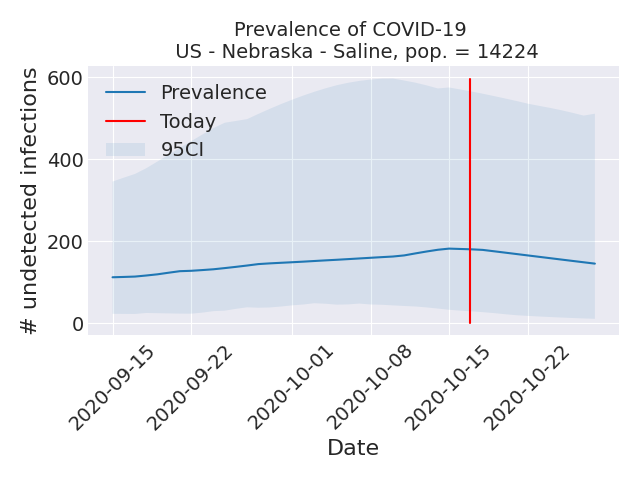 Prevalence of COVID-19
US - Nebraska - Saline, pop. = 14224
# undetected infections
600
400
200
0
Prevalence
Today
95CI
2020-09-15
2020-09-22
2020-10-01
2020-10-08
2020-10-15
2020-10-22
Date